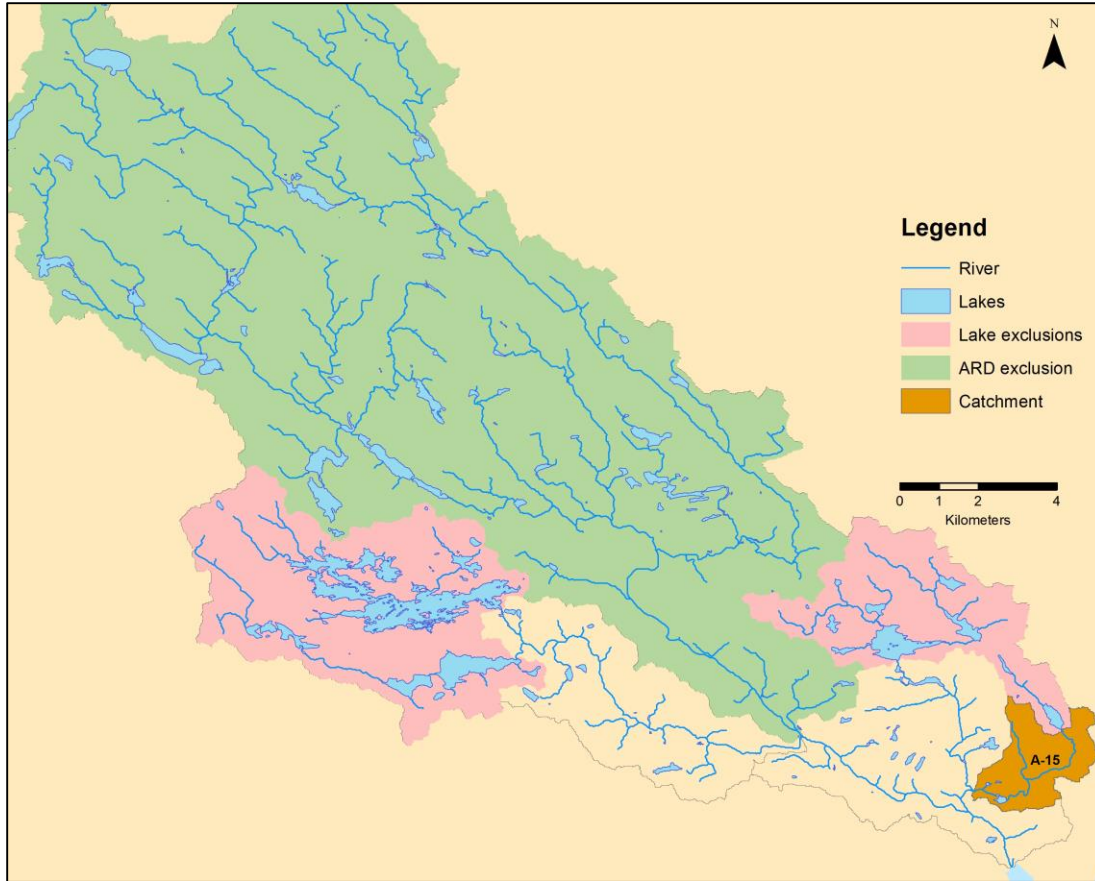 N
Legend
River
Lakes
Lake exclusions
ARD exclusion
Catchment
0 1 2 4
Kilometers
A-15